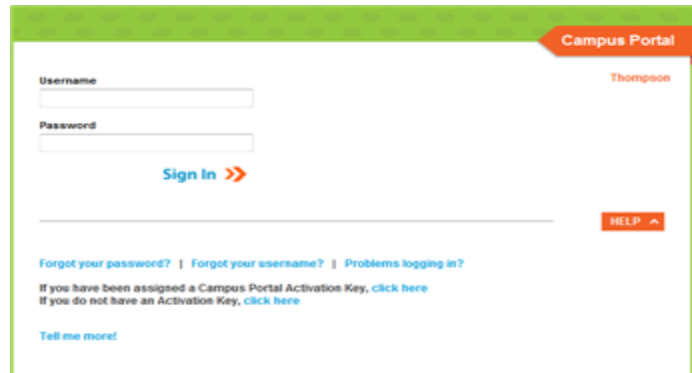 Campus Portal
Username
Thompson
Password
Sign In
HELP
Forgot your password? | Forgot your username? | Problems logging in?
If you have been assigned a Campus Portal Activation Key, click here
If you do not have an Activation Key, click here
Tell me more!